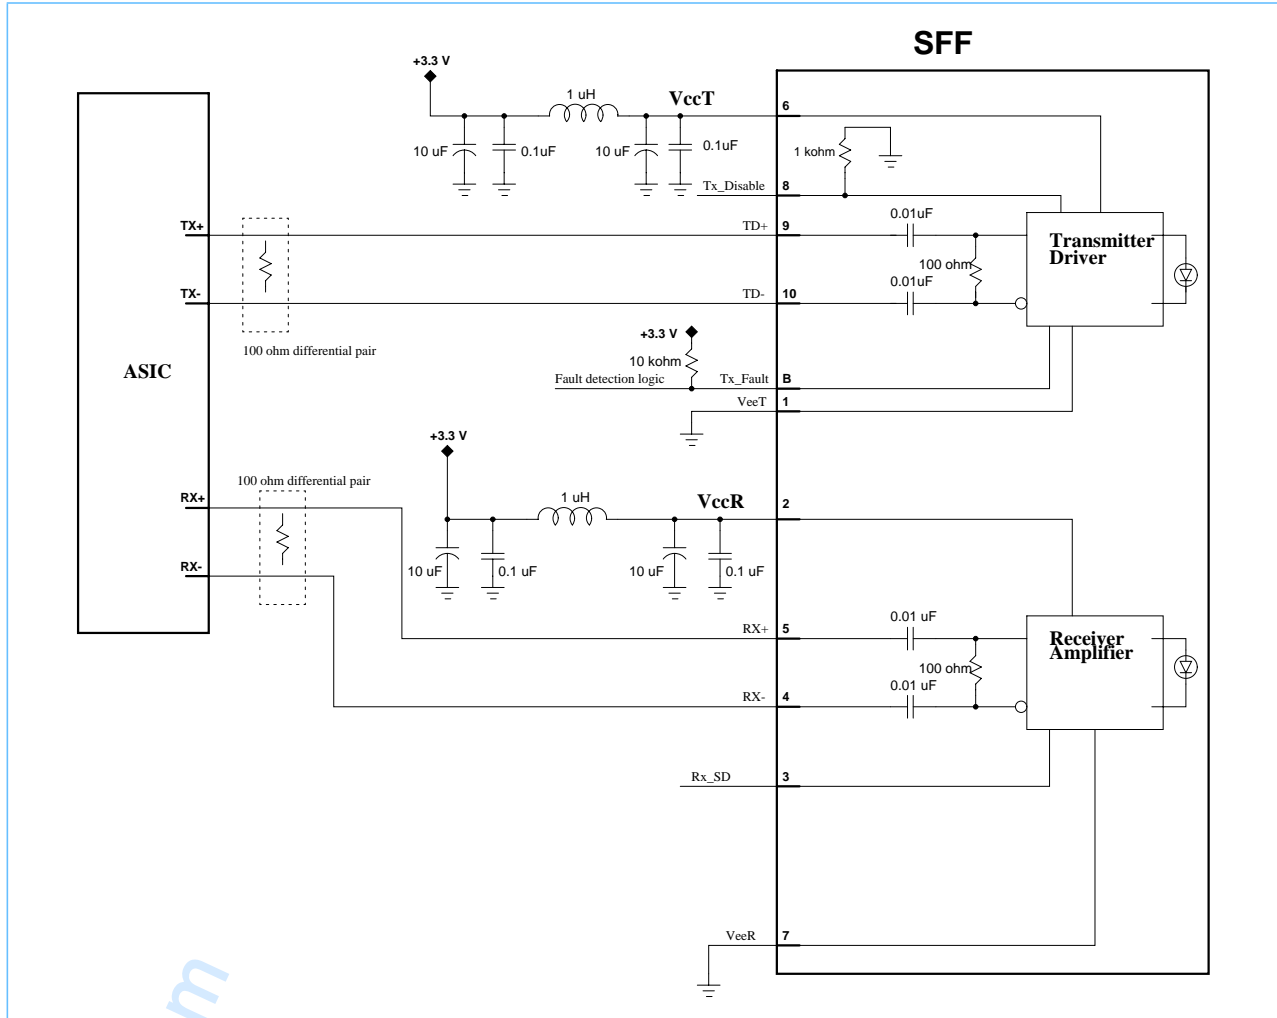 SFF
+3.3 V
1 uH
VccT
6
10 uF
0.1uF
10 uF
0.1uF
1 kohm
Tx_Disable
8
TX+
TD+
9
0.01uF
Transmitter
Driver
100 ohm
0.01uF
TX-
TD-
10
100 ohm differential pair
+3.3 V
10 kohm
ASIC
Fault detection logic
Tx_Fault
B
VeeT
1
+3.3 V
100 ohm differential pair
RX+
1 uH
VccR
2
RX-
10 uF
0.1 uF
10 uF
0.1 uF
RX+
5
0.01 uF
Receiver
Amplifier
100 ohm
0.01 uF
RX-
4
Rx_SD
3
VeeR
7
m